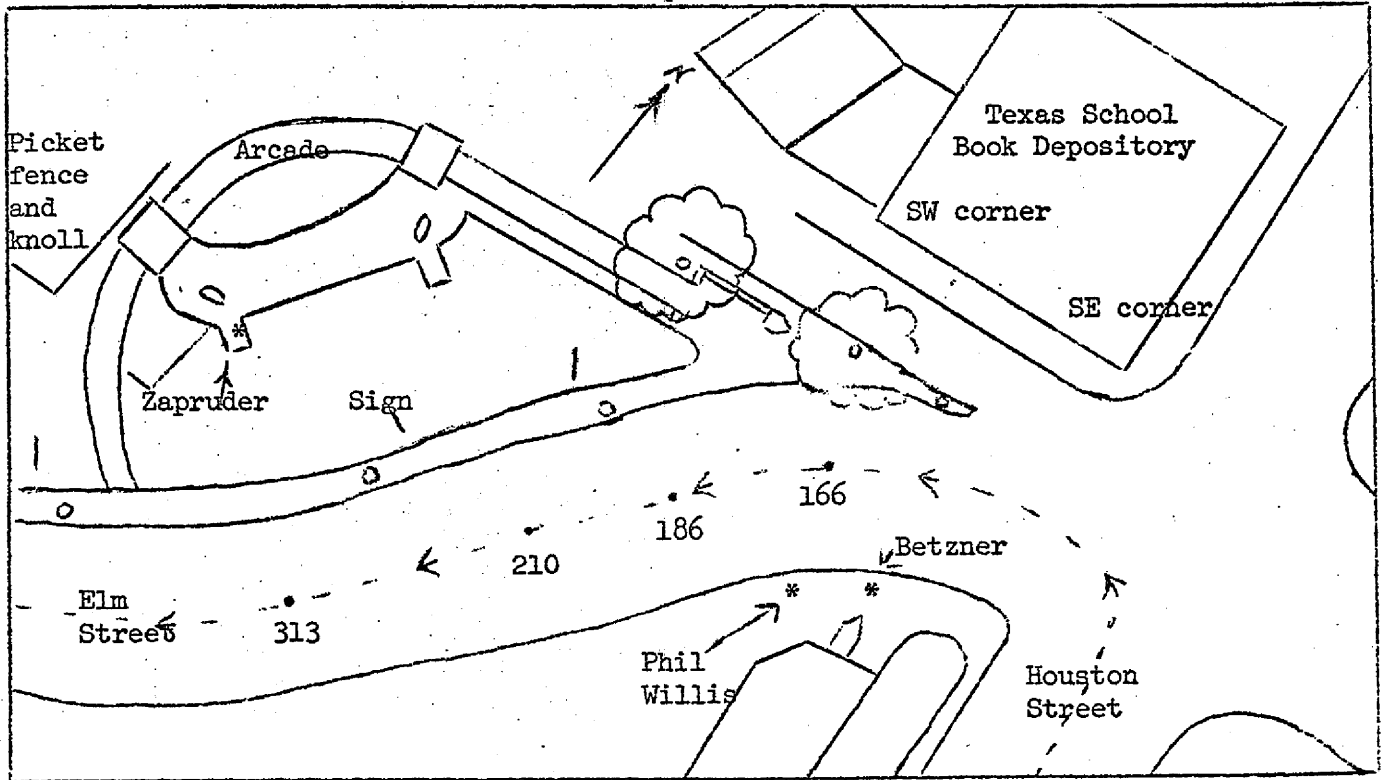 Picket
fence
and
knoll
Arcade
N
Texas School
Book Depository
SW corner
SE corner
Zapruder
Sign
166
186
210
313
Betzner
Elm
Street
Phil
Willis
Houston
Street